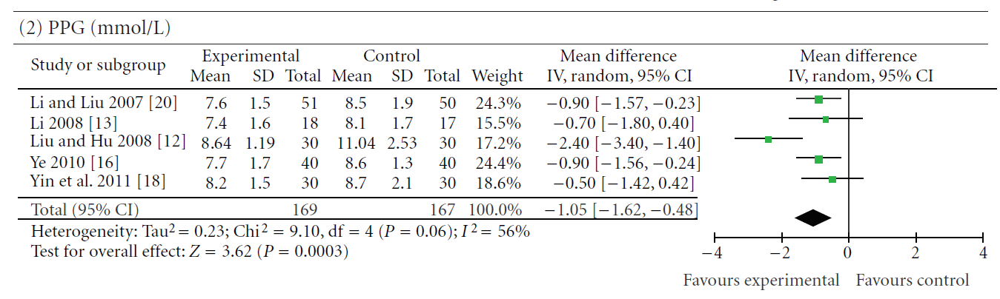 (2) PPG (mmol/L)
Study or subgroup Experimental Control Mean difference Mean difference
Mean SD Total Mean SD Total Weight IV, random, 95% CI IV, random, 95% CI
Li and Liu 2007 [20] 7.6 1.5 51 8.5 1.9 50 24.3% −0.90 [−1.57, −0.23]
Li 2008 [13] 7.4 1.6 18 8.1 1.7 17 15.5% −0.70 [−1.80, 0.40]
Liu and Hu 2008 [12] 8.64 1.19 30 11.04 2.53 30 17.2% −2.40 [−3.40, −1.40]
Ye 2010 [16] 7.7 1.7 40 8.6 1.3 40 24.4% −0.90 [−1.56, −0.24]
Yin et al. 2011 [18] 8.2 1.5 30 8.7 2.1 30 18.6% −0.50 [−1.42, 0.42]
Total (95% CI) 169 167 100.0% −1.05 [−1.62, −0.48]
Heterogeneity: Tau² = 0.23; Chi² = 9.10, df = 4 (P = 0.06); I² = 56%
Test for overall effect: Z = 3.62 (P = 0.0003)
−4 −2 0 2 4
Favours experimental Favours control